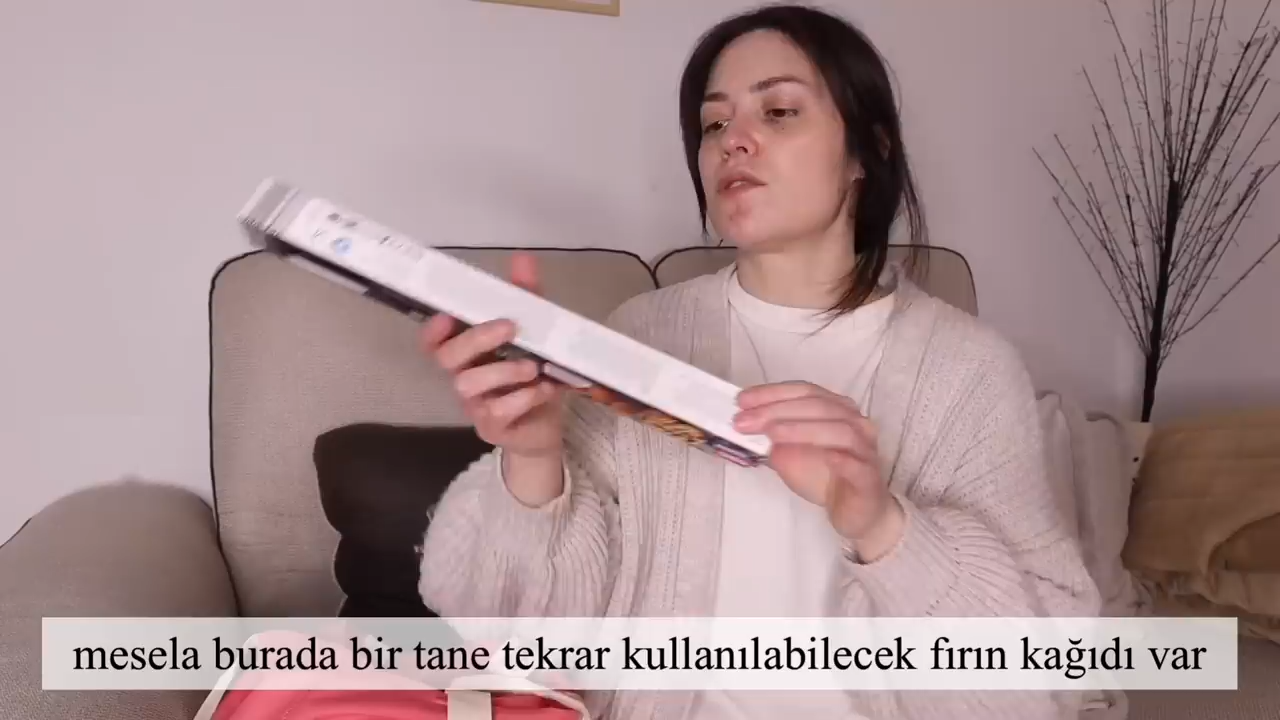 mesela burada bir tane tekrar kullanılabilecek fırın kağıdı var